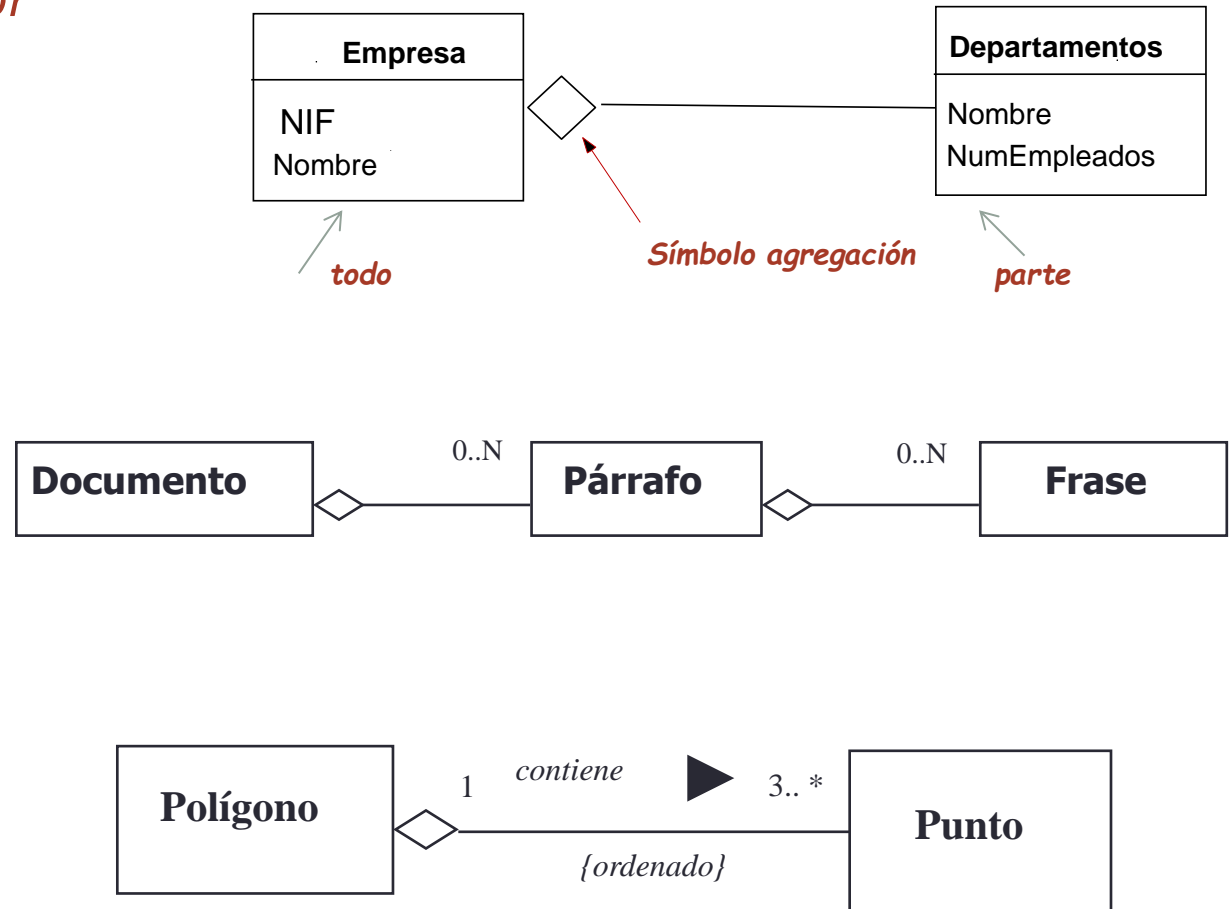 Empresa
NIF
Nombre
Departamentos
Nombre
NumEmpleados
todo
Símbolo agregación
parte
Documento
0..N
Párrafo
0..N
Frase
Polígono
1
contiene
3.. *
{ordenado}
Punto